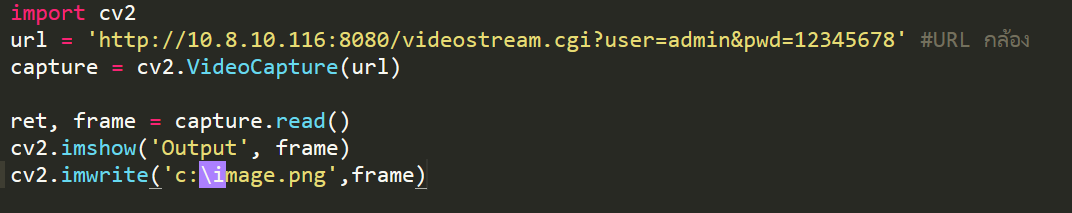 import cv2
url = 'http://10.8.10.116:8080/videostream.cgi?user=admin&pwd=12345678' #URL กล้อง
capture = cv2.VideoCapture(url)
ret, frame = capture.read()
cv2.imshow('Output', frame)
cv2.imwrite('c:\image.png',frame)